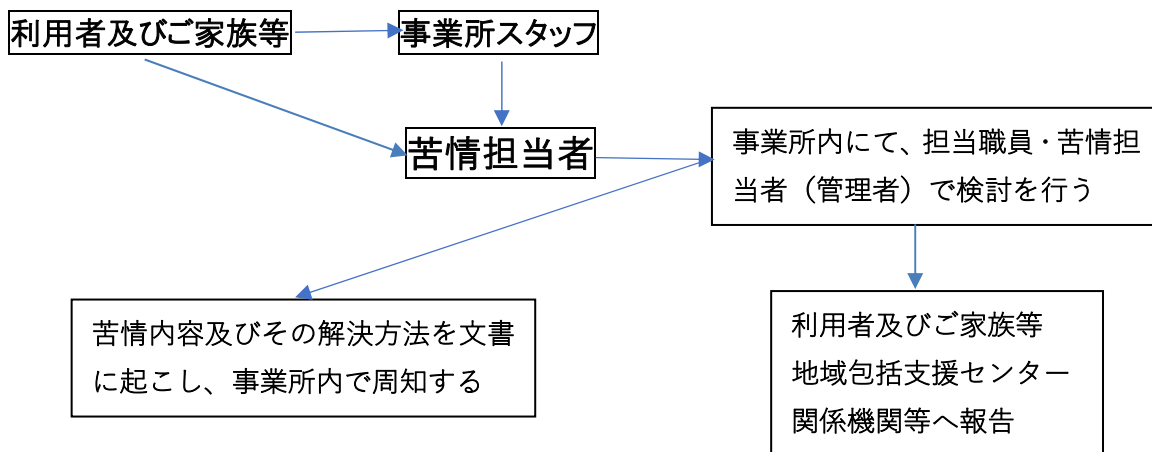 利用者及びご家族等
事業所スタッフ
苦情担当者
事業所内にて、担当職員・苦情担
当者（管理者）で検討を行う
苦情内容及びその解決方法を文書
に起こし、事業所内で周知する
利用者及びご家族等
地域包括支援センター
関係機関等へ報告